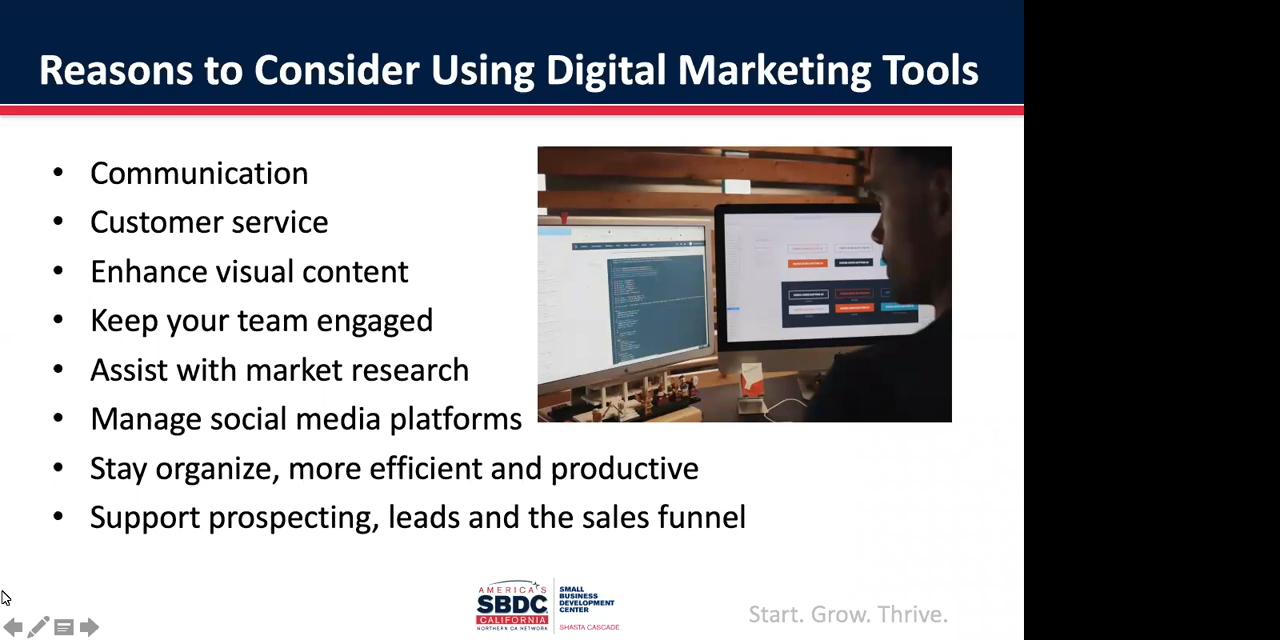 Reasons to Consider Using Digital Marketing Tools
• Communication
• Customer service
• Enhance visual content
• Keep your team engaged
• Assist with market research
• Manage social media platforms
• Stay organize, more efficient and productive
• Support prospecting, leads and the sales funnel
AMERICA'S
SBDC
CALIFORNIA
NORTHERN CA NETWORK
SMALL
BUSINESS
DEVELOPMENT
CENTER
SHASTA CASCADE
Start. Grow. Thrive.